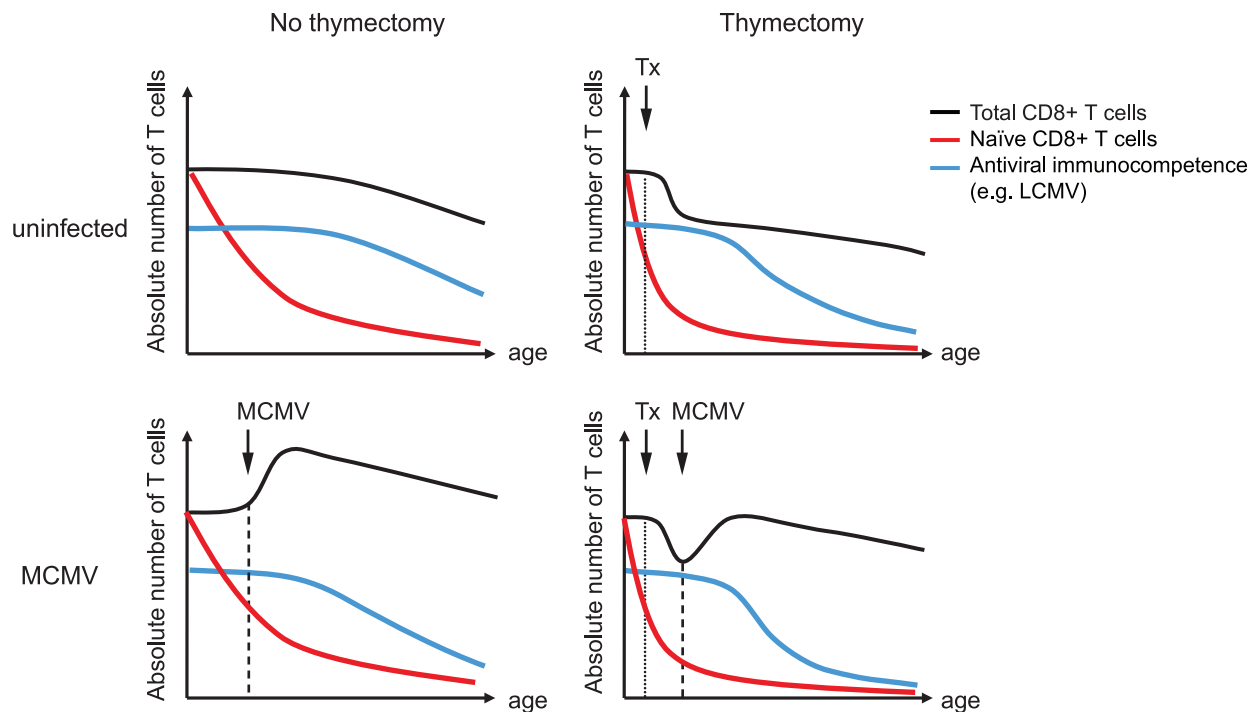 No thymectomy
Thymectomy
Absolute number of T cells
Tx
Total CD8+ T cells
Naïve CD8+ T cells
Antiviral immunocompetence
(e.g. LCMV)
uninfected
Absolute number of T cells
age
age
MCMV
Absolute number of T cells
Tx
MCMV
Absolute number of T cells
MCMV
age
age